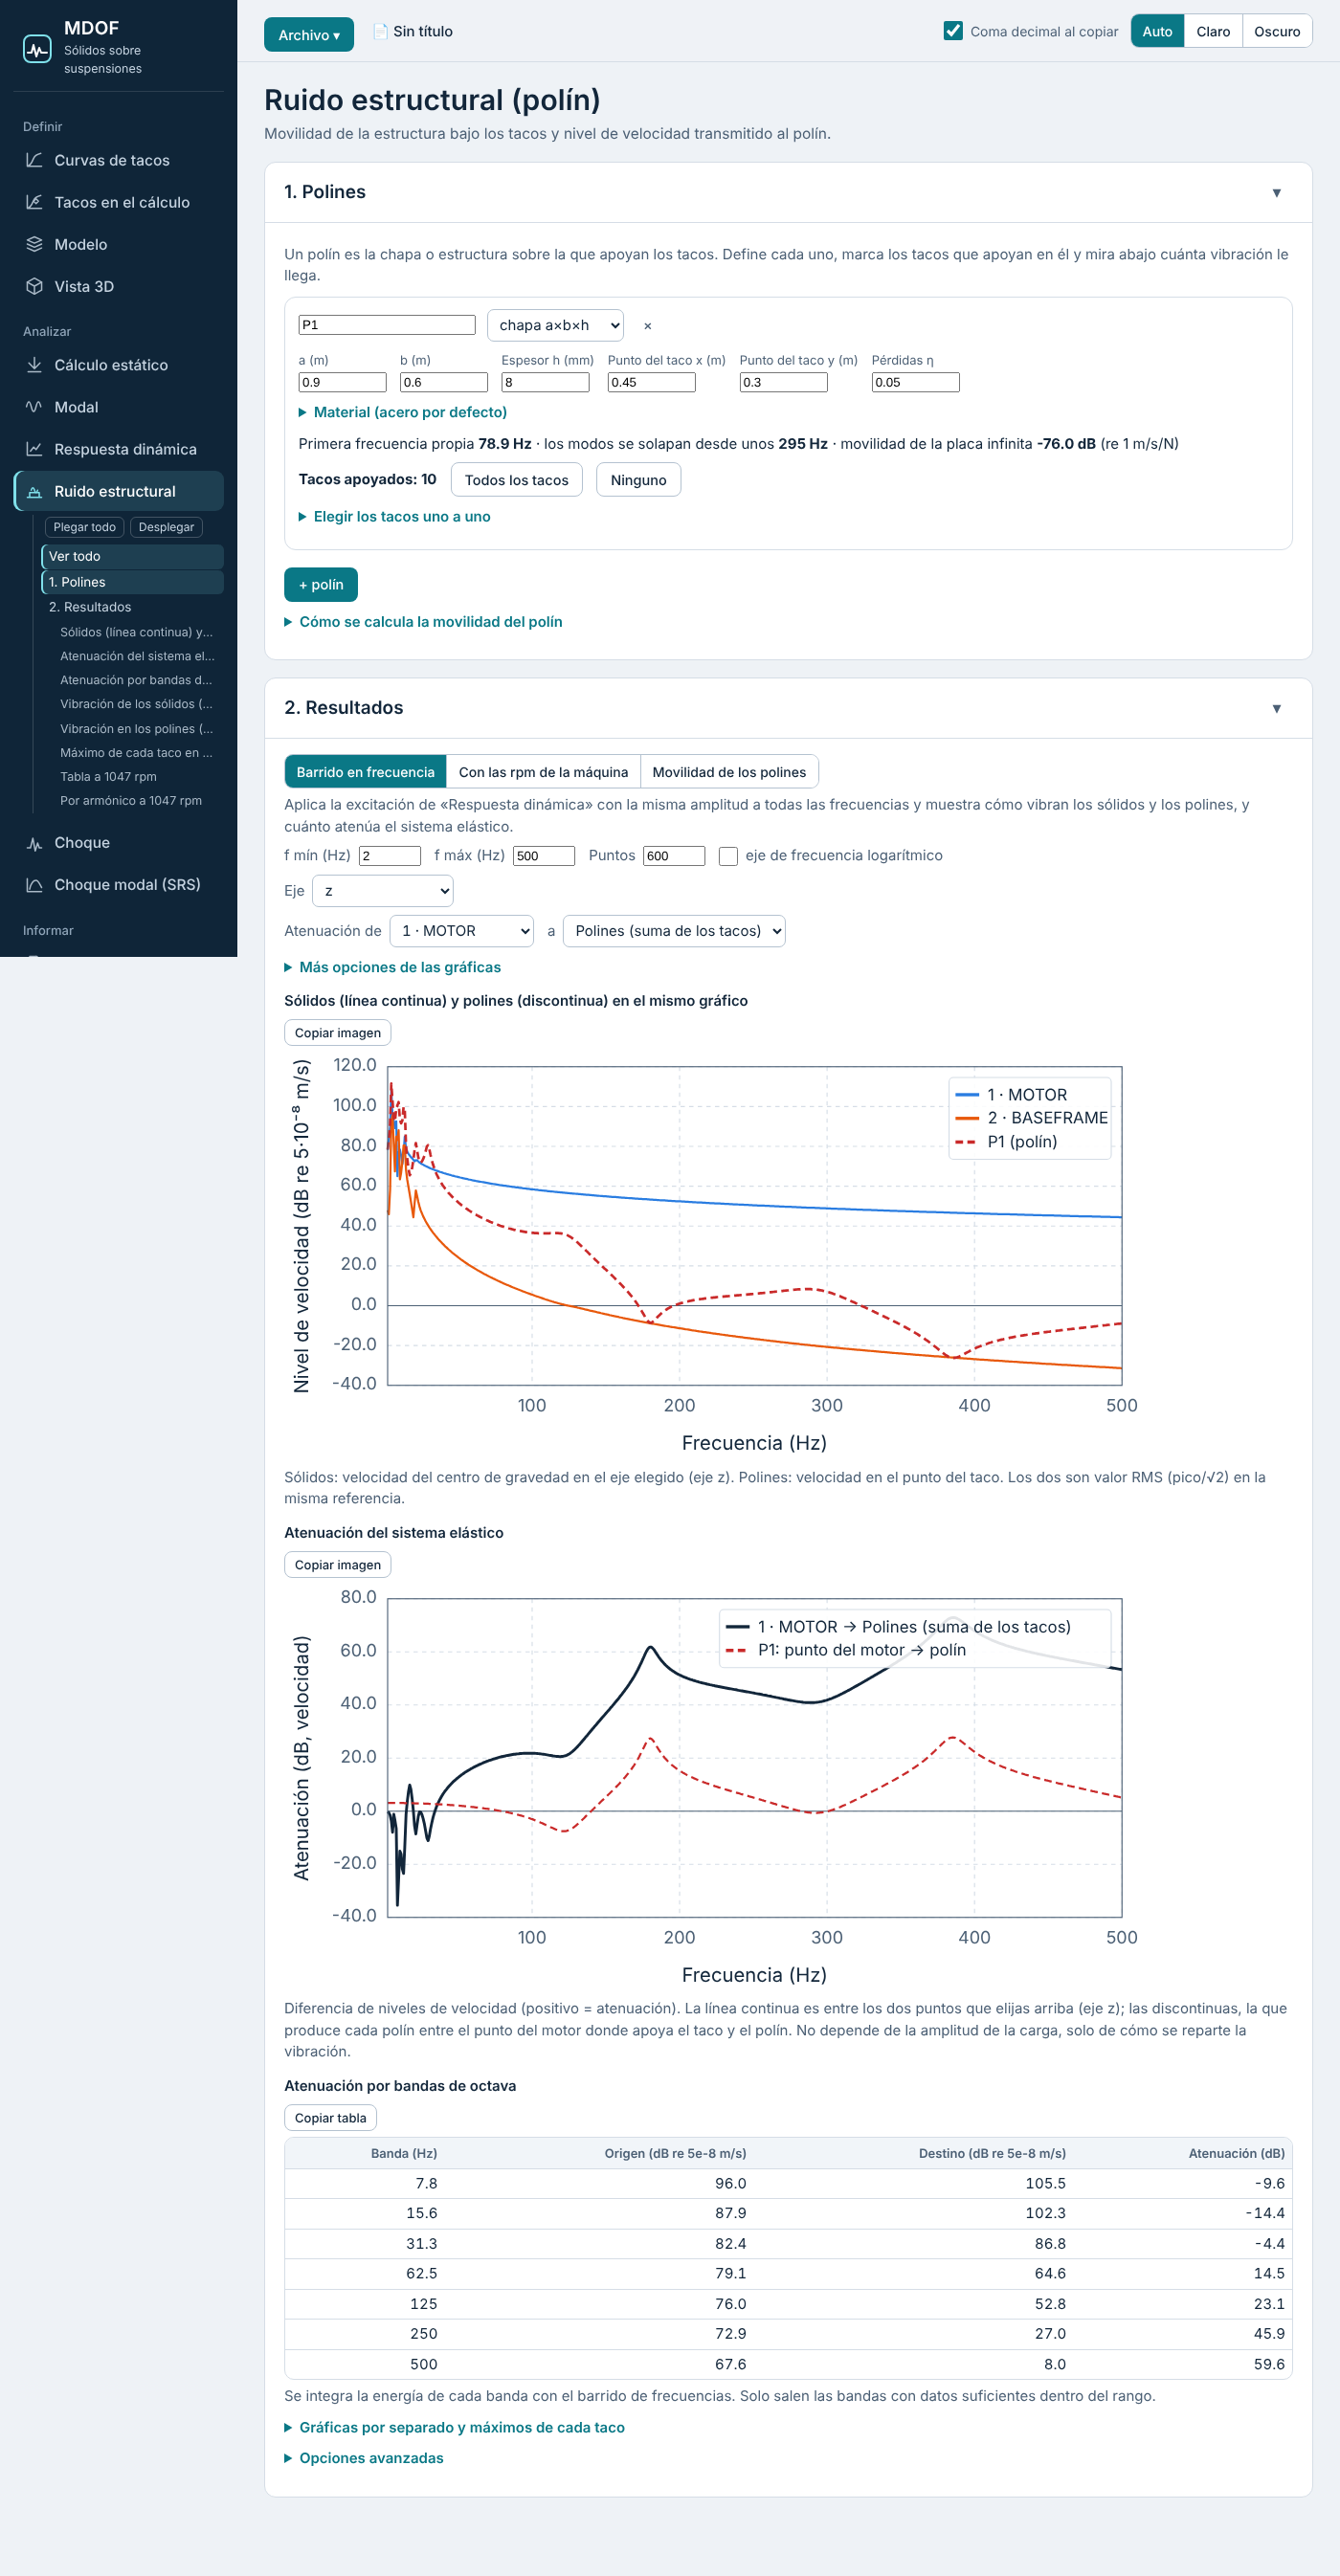 MDOF
Sólidos sobre
suspensiones
Definir
Curvas de tacos
Tacos en el cálculo
Modelo
Vista 3D
Analizar
Cálculo estático
Modal
Respuesta dinámica
Ruido estructural
Plegar todo Desplegar
Ver todo
1. Polines
2. Resultados
Sólidos (línea continua) y...
Atenuación del sistema el...
Atenuación por bandas d...
Vibración de los sólidos (...
Vibración en los polines (...
Máximo de cada taco en ...
Tabla a 1047 rpm
Por armónico a 1047 rpm
Choque
Choque modal (SRS)
Informar
Archivo ▾ Sin título Coma decimal al copiar Auto Claro Oscuro
Ruido estructural (polín)
Movilidad de la estructura bajo los tacos y nivel de velocidad transmitido al polín.
1. Polines ▼
Un polín es la chapa o estructura sobre la que apoyan los tacos. Define cada uno, marca los tacos que apoyan en él y mira abajo cuánta vibración le
llega.
P1 chapa a×b×h ×
a (m) b (m) Espesor h (mm) Punto del taco x (m) Punto del taco y (m) Pérdidas η
0.9 0.6 8 0.45 0.3 0.05
▶ Material (acero por defecto)
Primera frecuencia propia 78.9 Hz · los modos se solapan desde unos 295 Hz · movilidad de la placa infinita -76.0 dB (re 1 m/s/N)
Tacos apoyados: 10 Todos los tacos Ninguno
▶ Elegir los tacos uno a uno
+ polín
▶ Cómo se calcula la movilidad del polín
2. Resultados ▼
Barrido en frecuencia Con las rpm de la máquina Movilidad de los polines
Aplica la excitación de «Respuesta dinámica» con la misma amplitud a todas las frecuencias y muestra cómo vibran los sólidos y los polines, y
cuánto atenúa el sistema elástico.
f mín (Hz) 2 f máx (Hz) 500 Puntos 600 eje de frecuencia logarítmico
Eje z
Atenuación de 1 · MOTOR a Polines (suma de los tacos)
▶ Más opciones de las gráficas
Sólidos (línea continua) y polines (discontinua) en el mismo gráfico
Copiar imagen
Nivel de velocidad (dB re 5·10⁻⁸ m/s)
120.0
100.0
80.0
60.0
40.0
20.0
0.0
-20.0
-40.0
1 · MOTOR
2 · BASEFRAME
P1 (polín)
100 200 300 400 500
Frecuencia (Hz)
Sólidos: velocidad del centro de gravedad en el eje elegido (eje z). Polines: velocidad en el punto del taco. Los dos son valor RMS (pico/√2) en la
misma referencia.
Atenuación del sistema elástico
Copiar imagen
Atenuación (dB, velocidad)
80.0
60.0
40.0
20.0
0.0
-20.0
-40.0
1 · MOTOR → Polines (suma de los tacos)
P1: punto del motor → polín
100 200 300 400 500
Frecuencia (Hz)
Diferencia de niveles de velocidad (positivo = atenuación). La línea continua es entre los dos puntos que elijas arriba (eje z); las discontinuas, la que
produce cada polín entre el punto del motor donde apoya el taco y el polín. No depende de la amplitud de la carga, solo de cómo se reparte la
vibración.
Atenuación por bandas de octava
Copiar tabla
Banda (Hz) Origen (dB re 5e-8 m/s) Destino (dB re 5e-8 m/s) Atenuación (dB)
7.8 96.0 105.5 -9.6
15.6 87.9 102.3 -14.4
31.3 82.4 86.8 -4.4
62.5 79.1 64.6 14.5
125 76.0 52.8 23.1
250 72.9 27.0 45.9
500 67.6 8.0 59.6
Se integra la energía de cada banda con el barrido de frecuencias. Solo salen las bandas con datos suficientes dentro del rango.
▶ Gráficas por separado y máximos de cada taco
▶ Opciones avanzadas